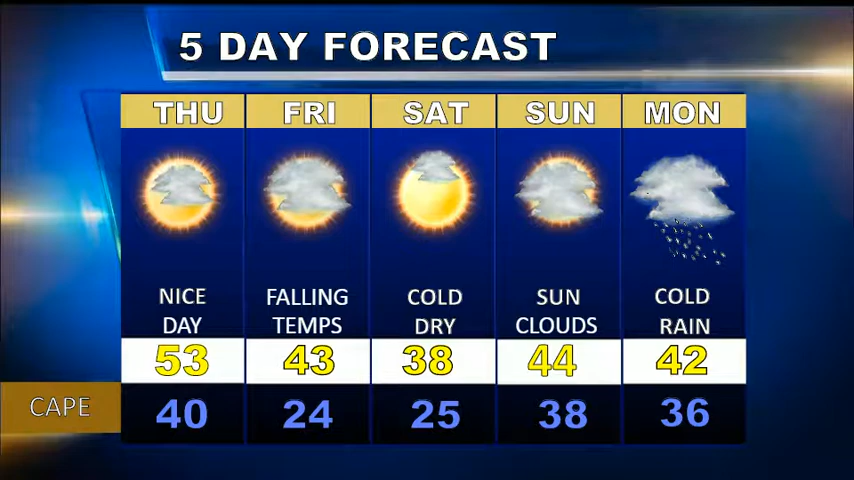 5 DAY FORECAST
THU FRI SAT SUN MON
NICE DAY
FALLING TEMPS
COLD DRY
SUN CLOUDS
COLD RAIN
53 43 38 44 42
CAPE
40 24 25 38 36